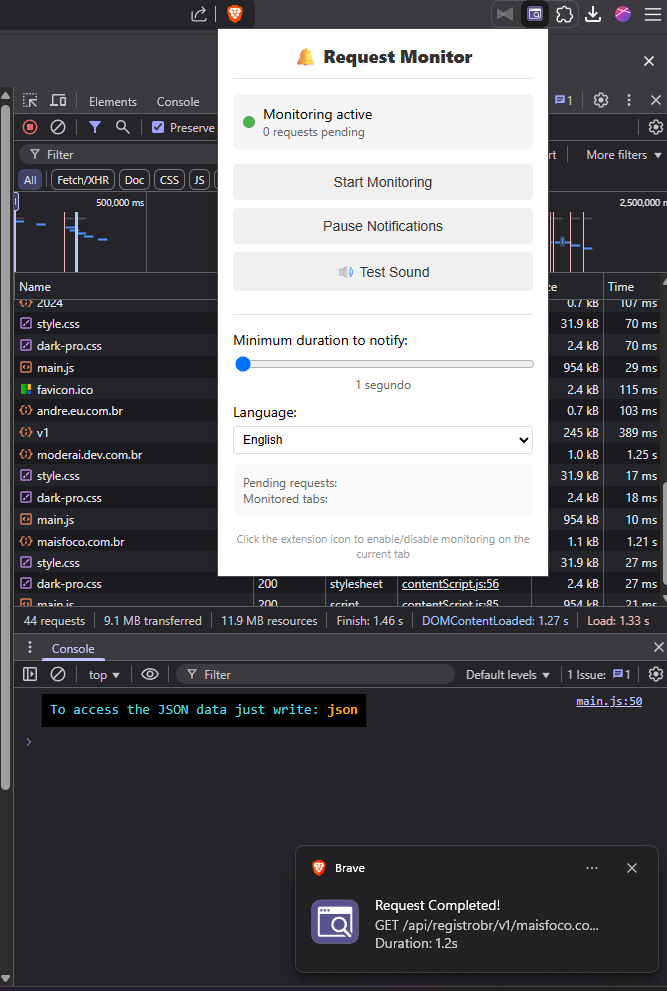 Request Monitor
Monitoring active
0 requests pending
Start Monitoring
Pause Notifications
Test Sound
Minimum duration to notify:
1 segundo
Language:
English
Pending requests:
Monitored tabs:
Click the extension icon to enable/disable monitoring on the
current tab
Elements Console
1
Preserve
Filter
More filters
All Fetch/XHR Doc CSS JS
500,000 ms
Name Time
2024 0.7 kB 107 ms
style.css 31.9 kB 70 ms
dark-pro.css 2.4 kB 70 ms
main.js 954 kB 29 ms
favicon.ico 2.4 kB 115 ms
andre.eu.com.br 0.7 kB 103 ms
v1 245 kB 389 ms
moderai.dev.com.br 1.0 kB 1.25 s
style.css 31.9 kB 17 ms
dark-pro.css 2.4 kB 18 ms
main.js 954 kB 10 ms
maisfoco.com.br 1.1 kB 1.21 s
style.css 31.9 kB 27 ms
dark-pro.css 200 stylesheet contentScript.js:56 2.4 kB 27 ms
main.js 200 script contentScript.js:85 954 kB 21 ms
44 requests 9.1 MB transferred 11.9 MB resources Finish: 1.46 s DOMContentLoaded: 1.27 s Load: 1.33 s
Console
top Filter Default levels 1 Issue: 1
To access the JSON data just write: json main.js:50
Brave
Request Completed!
GET /api/registrobr/v1/maisfoco.co...
Duration: 1.2s